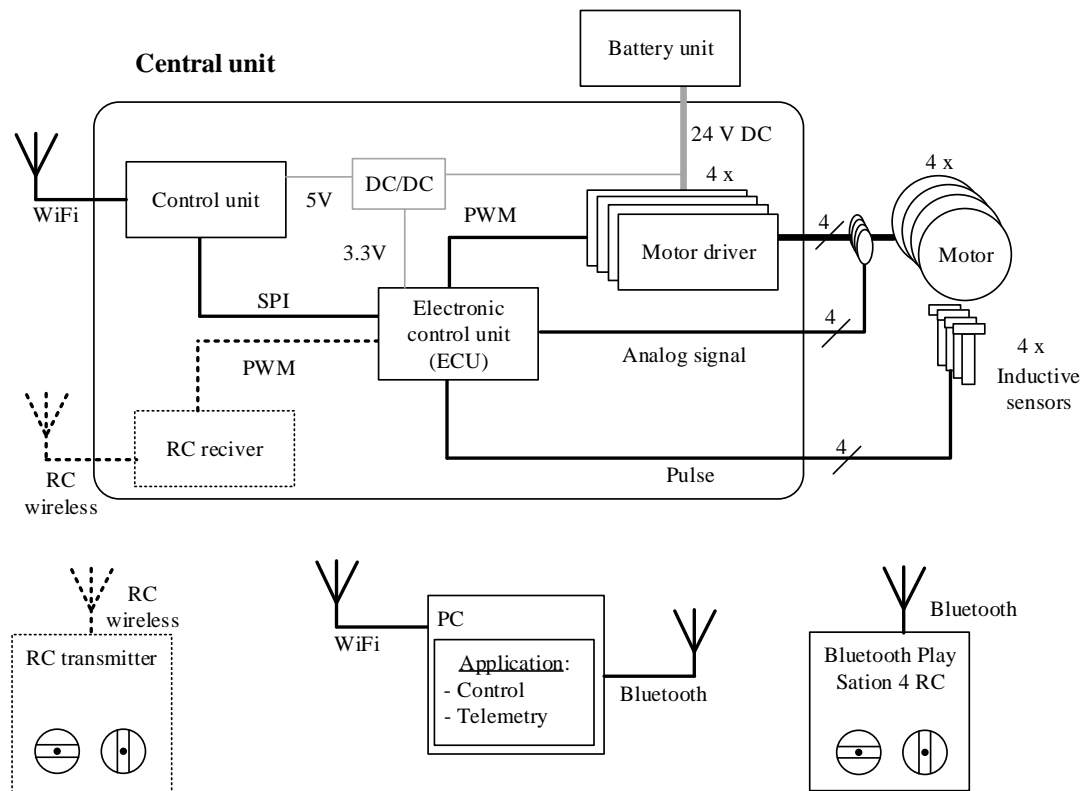 Battery unit
Central unit
24 V DC
4 x
4 x
WiFi
Control unit
5V
DC/DC
PWM
Motor driver
4
Motor
3.3V
SPI
Electronic
control unit
(ECU)
4
Analog signal
PWM
4 x
Inductive
sensors
RC reciver
4
Pulse
RC
wireless
RC
wireless
RC transmitter
WiFi
PC
Application:
- Control
- Telemetry
Bluetooth
Bluetooth
Bluetooth Play
Sation 4 RC